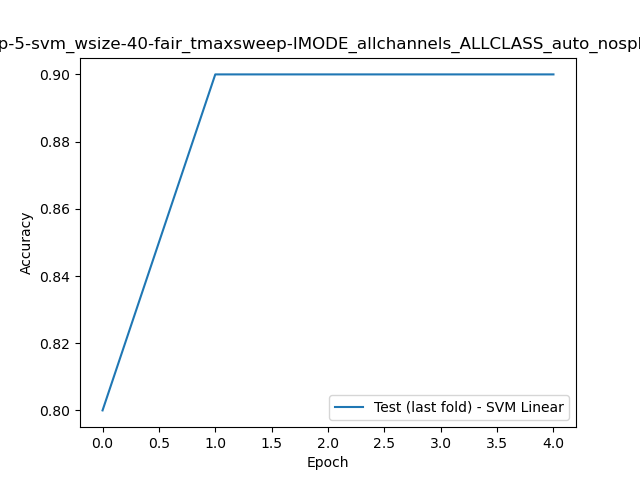 p-5-svm_wsize-40-fair_tmaxsweep-IMODE_allchannels_ALLCLASS_auto_nospl
0.90
0.88
0.86
0.84
0.82
0.80
Accuracy
Test (last fold) - SVM Linear
0.0 0.5 1.0 1.5 2.0 2.5 3.0 3.5 4.0
Epoch